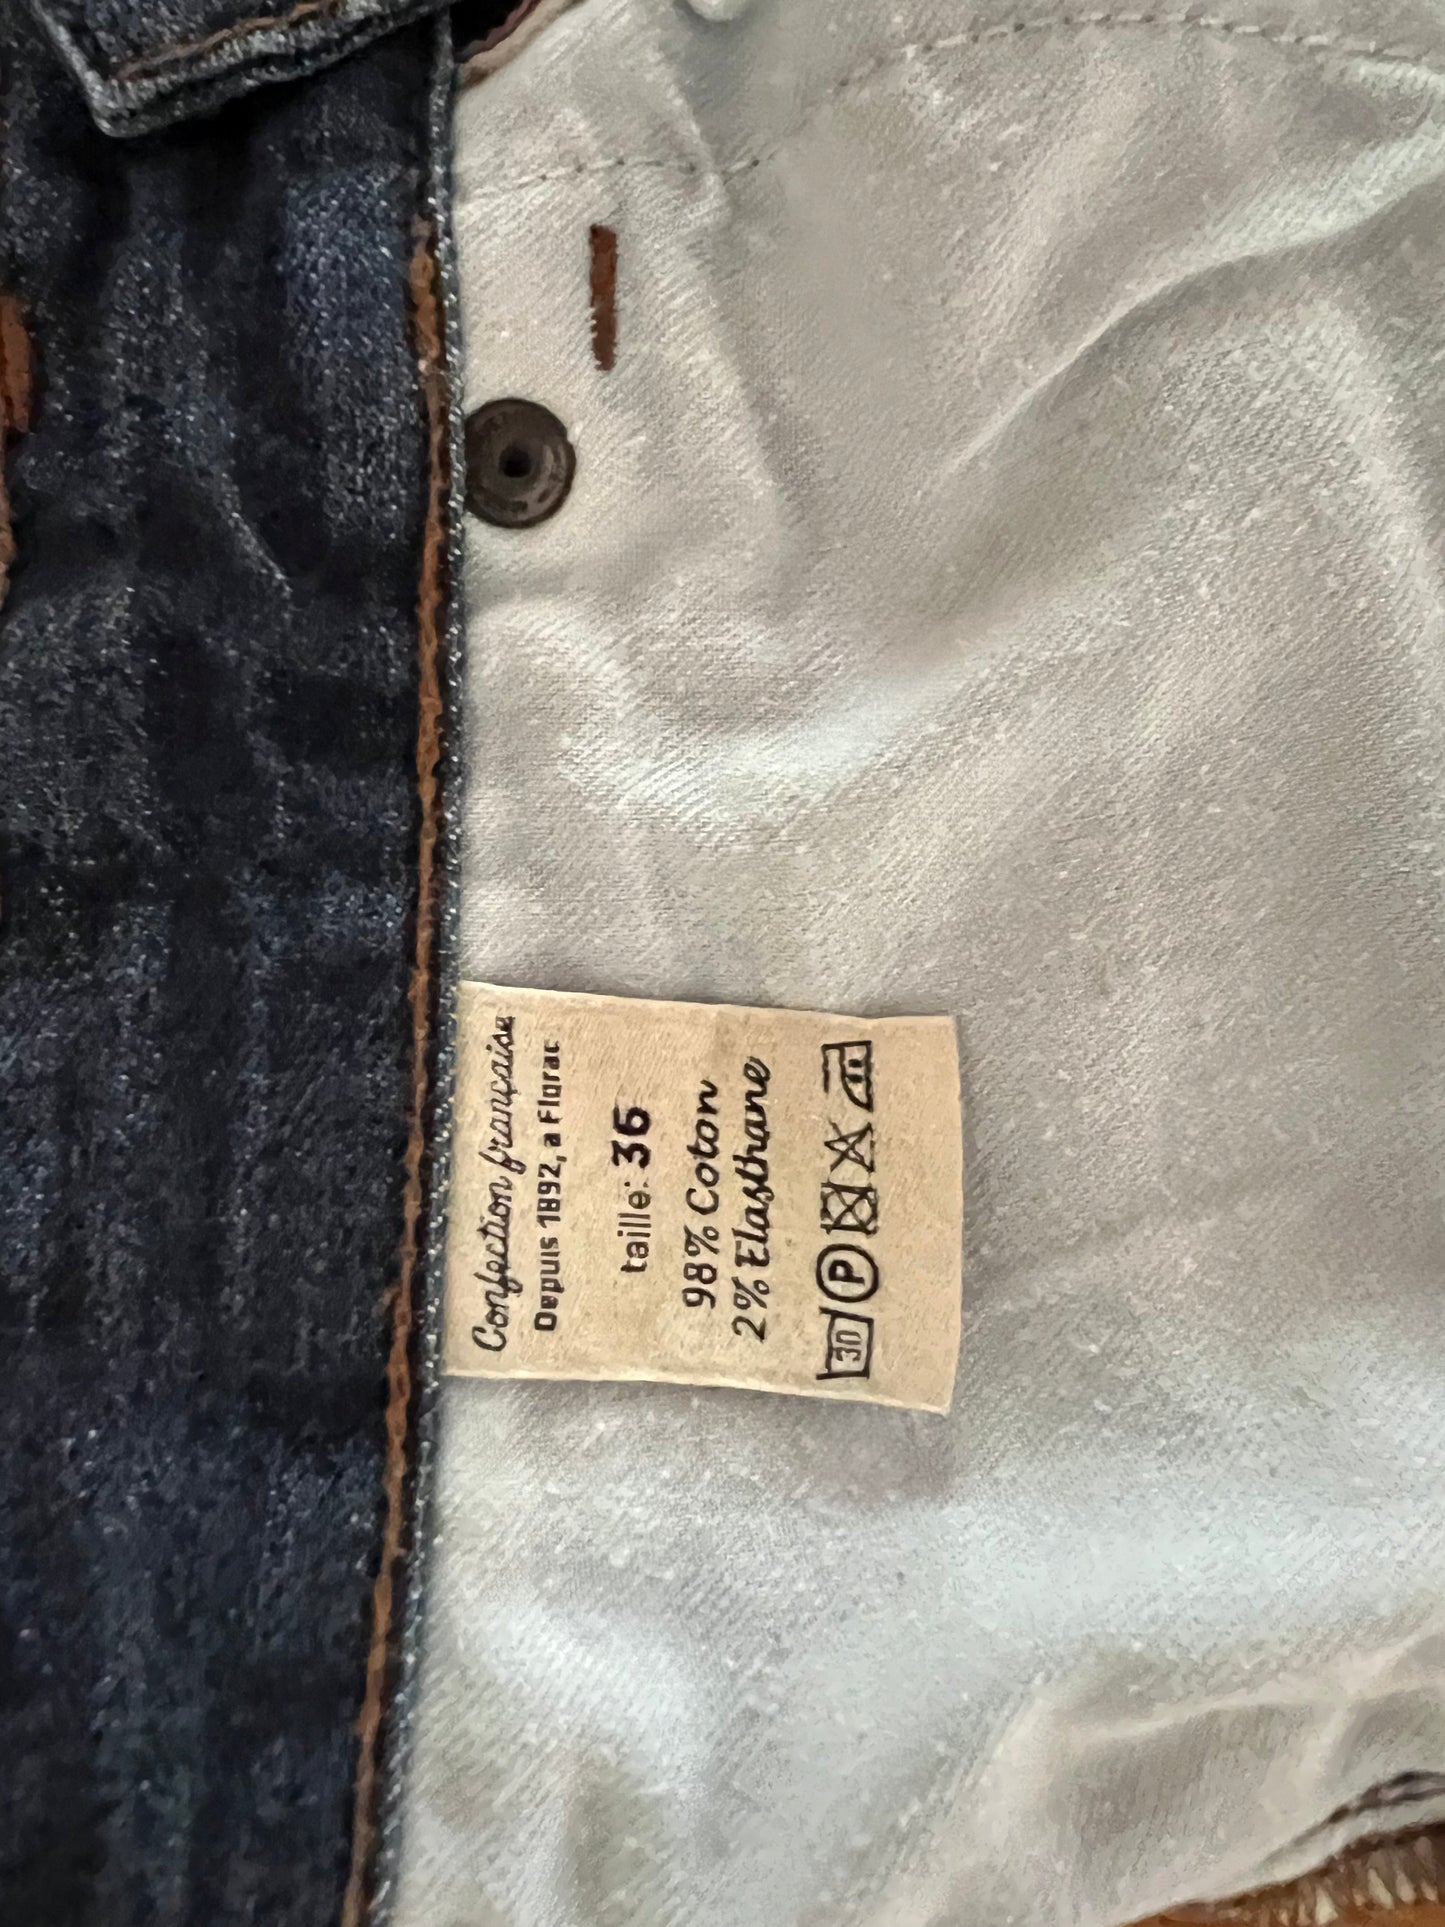 Confection française
Depuis 1892, a Florac
taille: 36
98% Coton
2% Elasthane
30 P